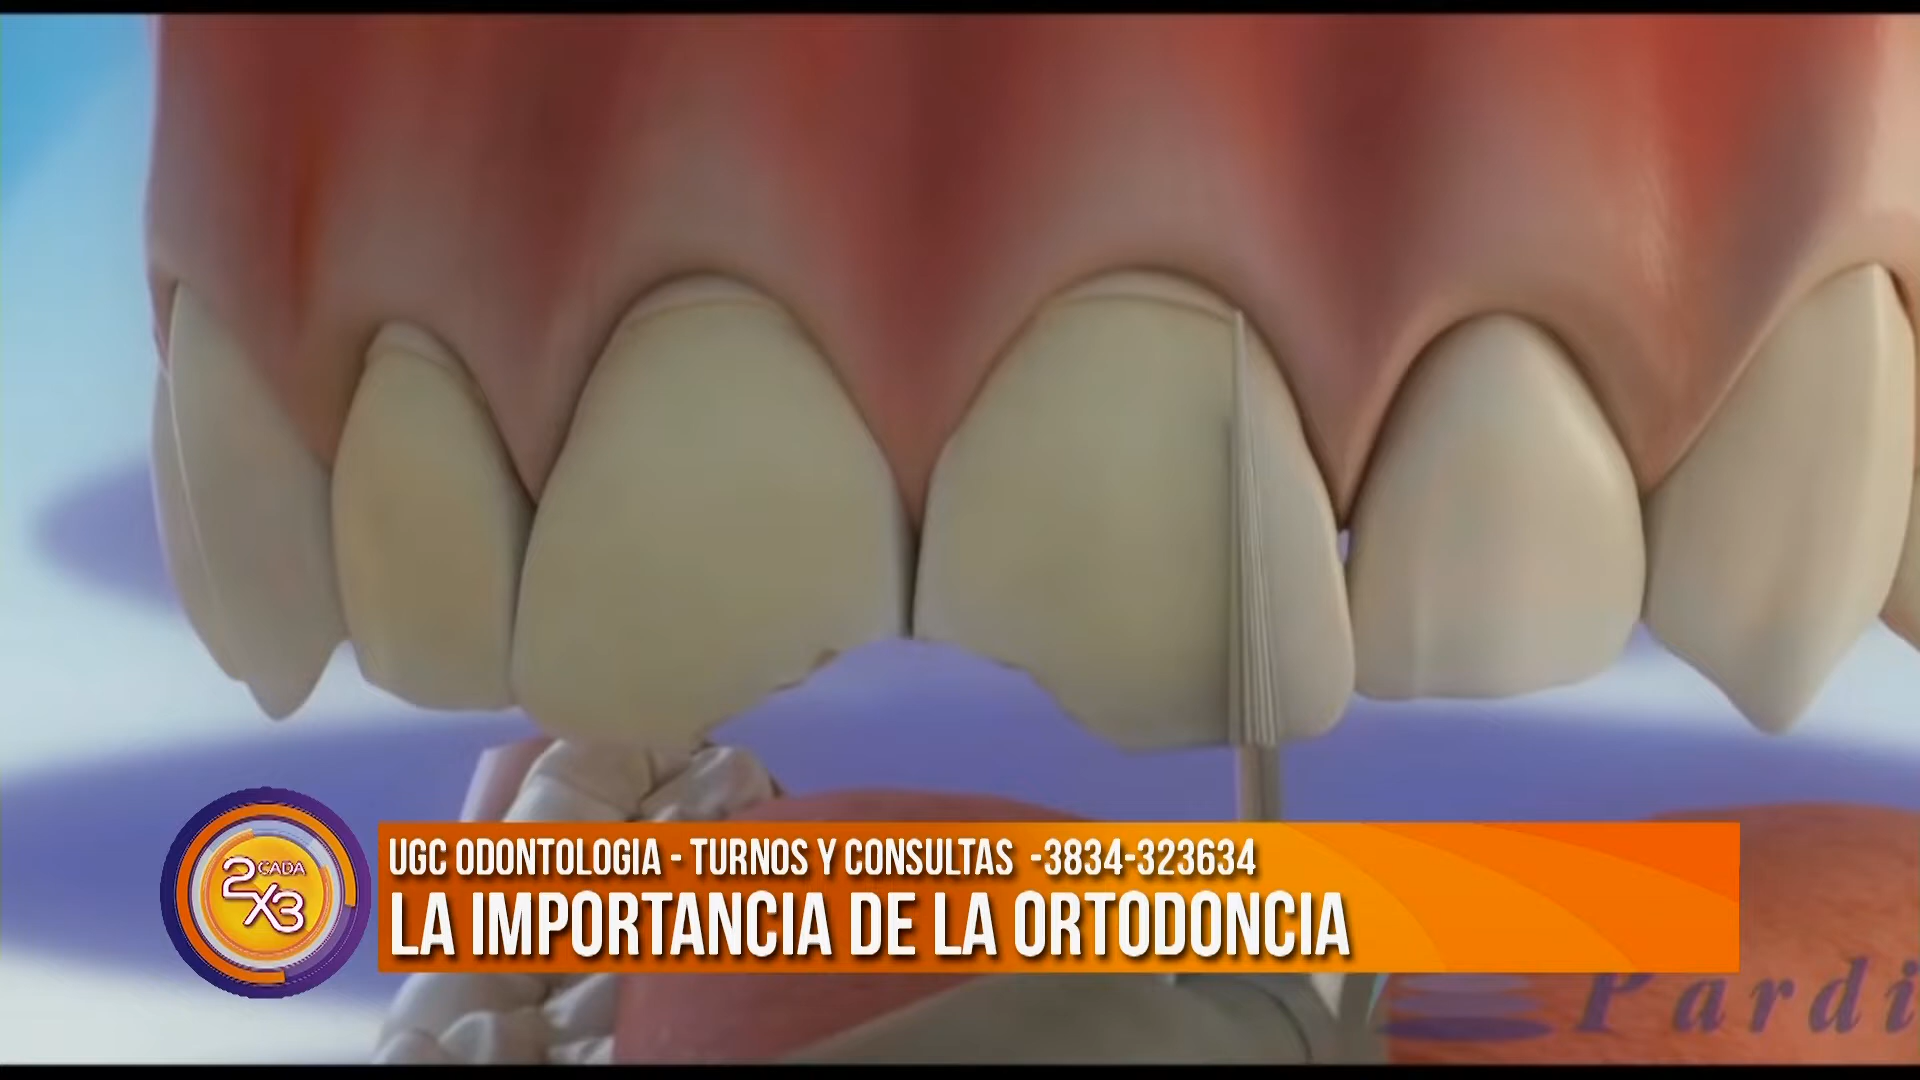 2 CADA
X3
UGC ODONTOLOGIA - TURNOS Y CONSULTAS -3834-323634
LA IMPORTANCIA DE LA ORTODONCIA
Pardi